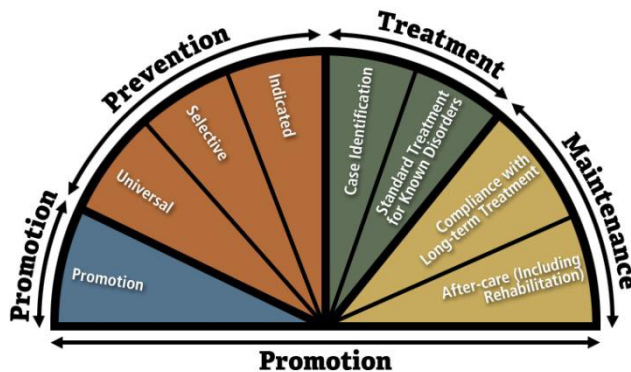 Prevention
Treatment
Promotion
Maintenance
Promotion
Universal
Selective
Indicated
Case Identification
Standard Treatment
for Known Disorders
Compliance with
Long-term Treatment
After-care (Including
Rehabilitation)
Promotion